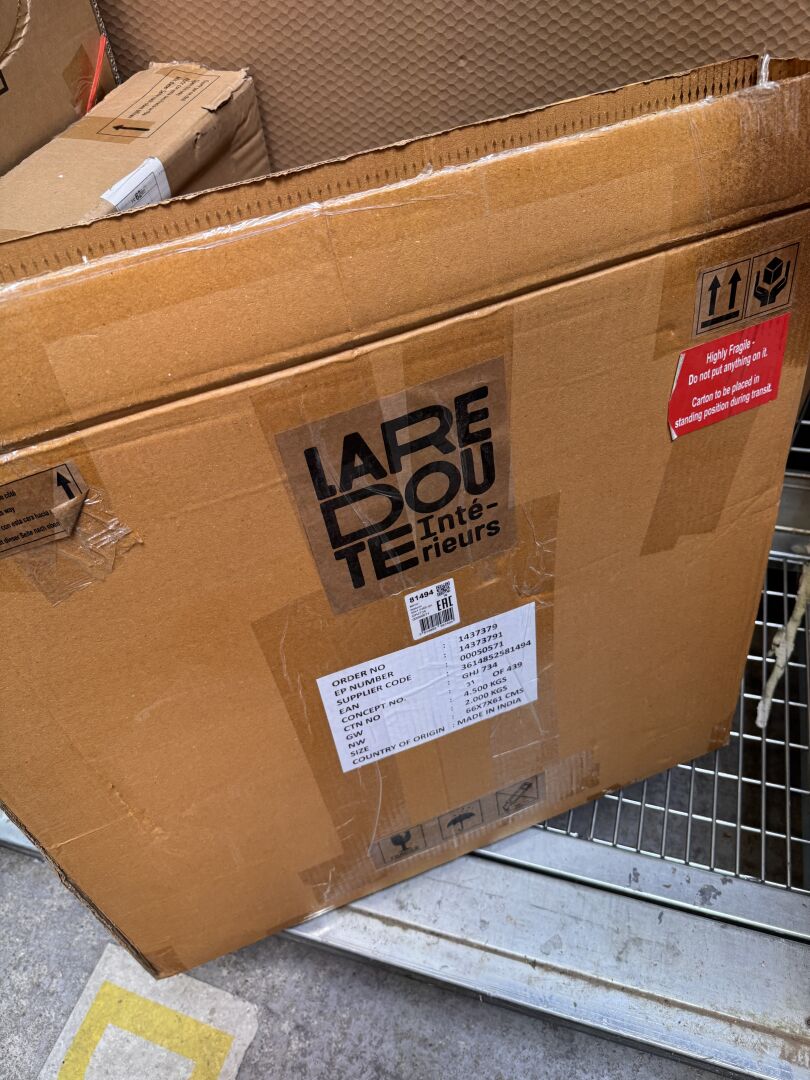 Highly Fragile -
Do not put anything on it.
Carton to be placed in
standing position during transit.
LA RE
DOU
TE Inté-
rieurs
81494
EAC
ORDER NO : 1437379
EP NUMBER : 14373791
SUPPLIER CODE : 00050571
EAN : 3614852581494
CONCEPT NO. : GHJ 734
CTN NO : OF 439
GW : 4.500 KGS
NW : 2.000 KGS
SIZE : 66X7X61 CMS
COUNTRY OF ORIGIN : MADE IN INDIA